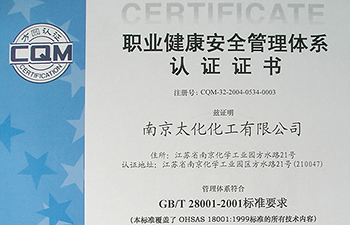 CERTIFICATE
方圆认证
CQM
CERTIFICATION
职业健康安全管理体系
认证证书
注册号：CQM-32-2004-0534-0003
兹证明
南京太化化工有限公司
住所：江苏省南京化学工业园方水路21号
认证地址：江苏省南京化学工业园区方水路21号(210047)
管理体系符合
GB/T 28001-2001标准要求
(本标准覆盖了 OHSAS 18001:1999标准的所有技术内容)